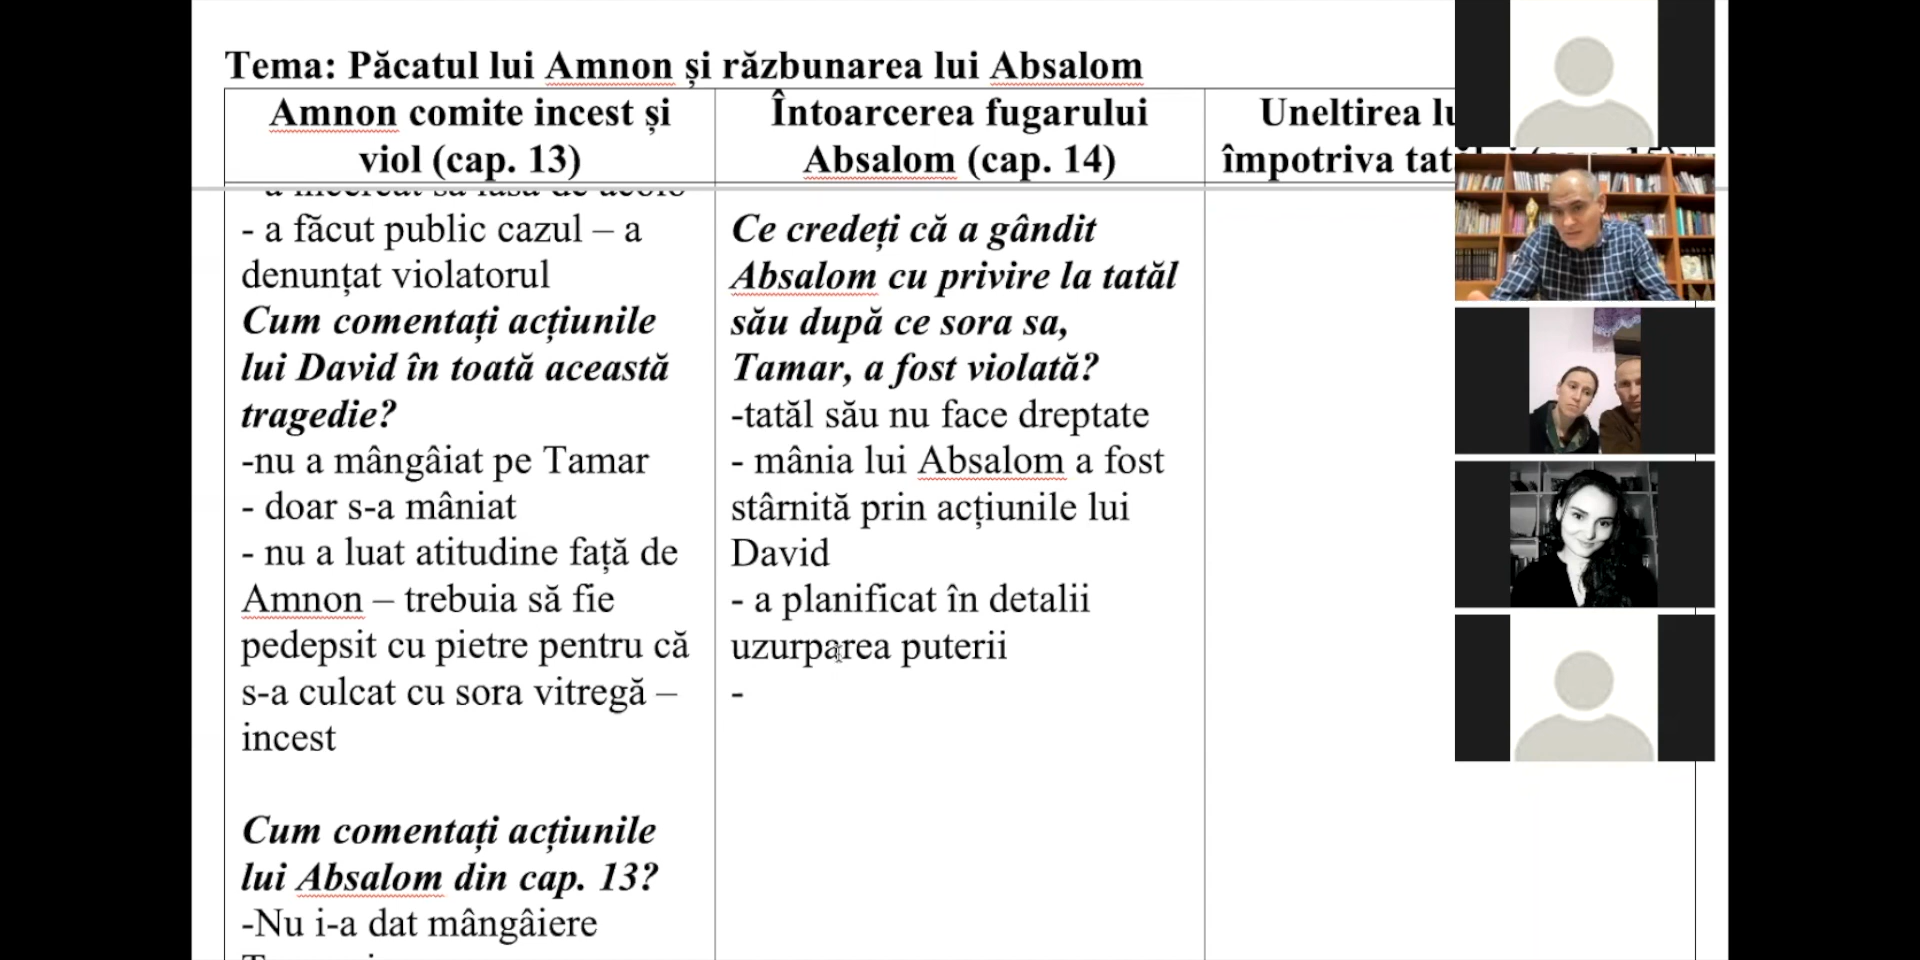 Tema: Păcatul lui Amnon și răzbunarea lui Absalom
Amnon comite incest și
viol (cap. 13)
Întoarcerea fugarului
Absalom (cap. 14)
Uneltirea
împotriva
- a făcut public cazul – a
denunțat violatorul
Cum comentați acțiunile
lui David în toată această
tragedie?
-nu a mângâiat pe Tamar
- doar s-a mâniat
- nu a luat atitudine față de
Amnon – trebuia să fie
pedepsit cu pietre pentru că
s-a culcat cu sora vitregă –
incest
Cum comentați acțiunile
lui Absalom din cap. 13?
-Nu i-a dat mângâiere
Ce credeți că a gândit
Absalom cu privire la tatăl
său după ce sora sa,
Tamar, a fost violată?
-tatăl său nu face dreptate
- mânia lui Absalom a fost
stârnită prin acțiunile lui
David
- a planificat în detalii
uzurparea puterii
-